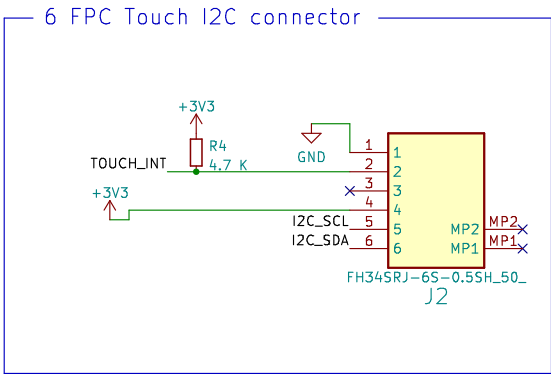 6 FPC Touch I2C connector
+3V3
R4
4.7 K
TOUCH_INT
+3V3
GND
1
2
3
4
5
6
1
2
3
4
5
6
I2C_SCL
I2C_SDA
MP2
MP1
MP2
MP1
FH34SRJ-6S-0.5SH_50_
J2